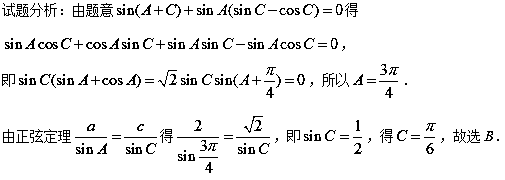 试题分析：由题意 sin(A+C)+sin A(sin C−cos C)=0得
sin A cos C+cos A sin C+sin A sin C−sin A cos C=0，
即 sin C(sin A+cos A)=√2 sin C sin(A+π/4)=0，所以 A=3π/4．
由正弦定理 a/sin A=c/sin C 得 2/sin 3π/4=√2/sin C，即 sin C=1/2，得 C=π/6，故选 B．